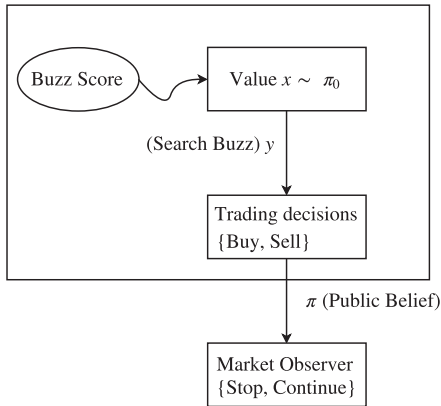 Buzz Score
Value x ~ π₀
(Search Buzz) y
Trading decisions
{Buy, Sell}
π (Public Belief)
Market Observer
{Stop, Continue}